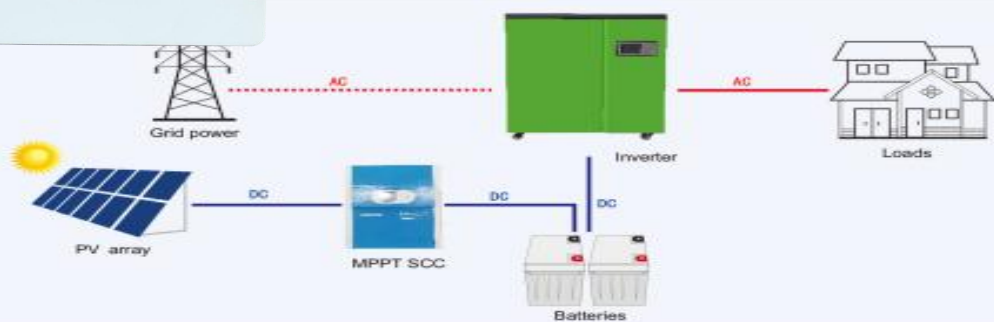 AC
AC
Grid power
Inverter
Loads
DC
DC
DC
PV array
MPPT SCC
Batteries